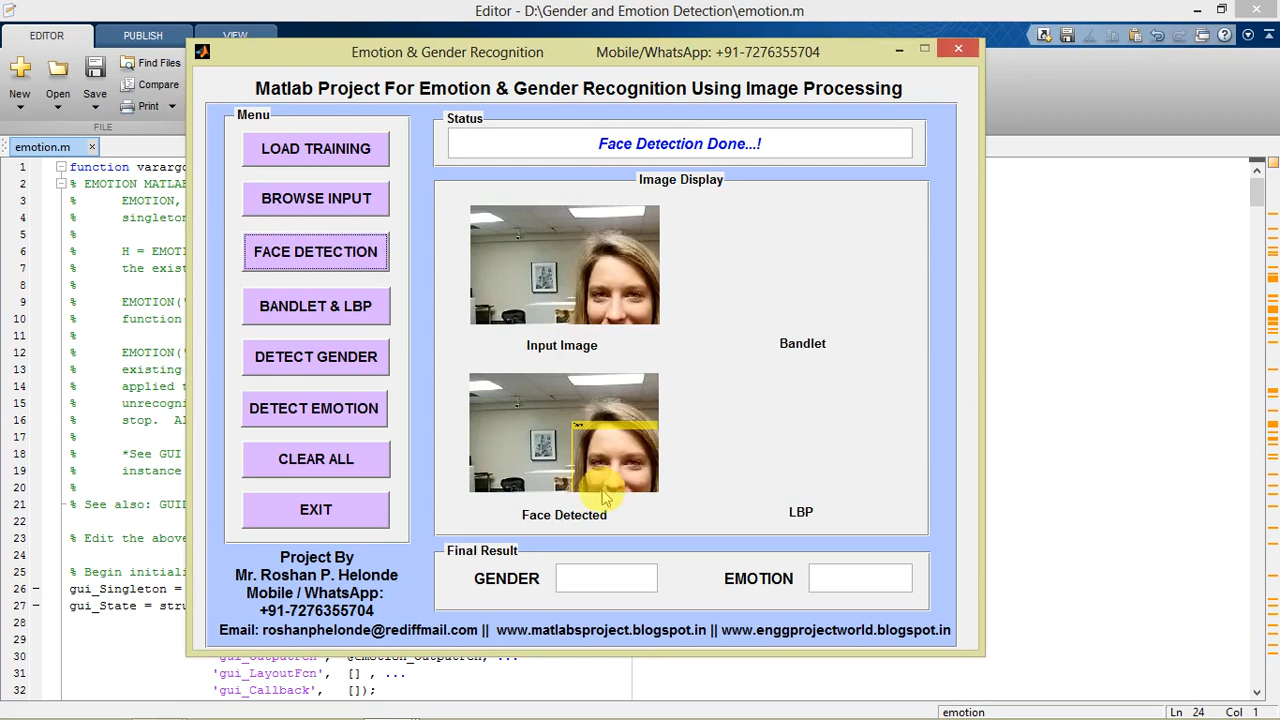 Editor - D:\Gender and Emotion Detection\emotion.m
EDITOR
PUBLISH
VIEW
New
Open
Save
Find Files
Compare
Print
FILE
emotion.m
Emotion & Gender Recognition Mobile/WhatsApp: +91-7276355704
Matlab Project For Emotion & Gender Recognition Using Image Processing
Menu
LOAD TRAINING
BROWSE INPUT
FACE DETECTION
BANDLET & LBP
DETECT GENDER
DETECT EMOTION
CLEAR ALL
EXIT
Project By
Mr. Roshan P. Helonde
Mobile / WhatsApp:
+91-7276355704
Status
Face Detection Done...!
Image Display
Input Image
Bandlet
Face Detected
LBP
Final Result
GENDER
EMOTION
Email: roshanphelonde@rediffmail.com || www.matlabsproject.blogspot.in || www.enggprojectworld.blogspot.in
1 function varargo
2 % EMOTION MATLAB
3 % EMOTION,
4 % singleton
5 %
6 % H = EMOTI
7 % the exist
8 %
9 % EMOTION('
10 % function
11 %
12 % EMOTION('
13 % existing
14 % applied t
15 % unrecogni
16 % stop. Al
17 %
18 % *See GUI
19 % instance
20 %
21 % See also: GUID
22
23 % Edit the above
24
25 % Begin initiali
26 gui_Singleton =
27 gui_State = stru
28
29
30 'gui_OutputFcn', @emotion_OutputFcn, ...
31 'gui_LayoutFcn', [] , ...
32 'gui_Callback', []);
emotion
Ln 24 Col 1